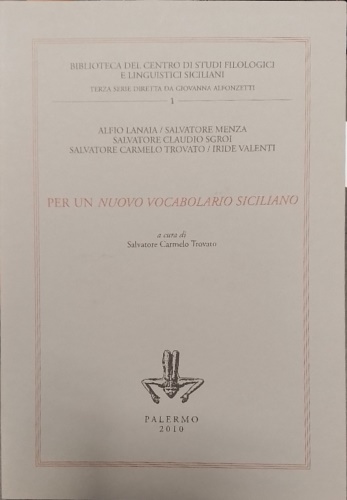 BIBLIOTECA DEL CENTRO DI STUDI FILOLOGICI
E LINGUISTICI SICILIANI
TERZA SERIE DIRETTA DA GIOVANNA ALFONZETTI
1
ALFIO LANAIA / SALVATORE MENZA
SALVATORE CLAUDIO SGROI
SALVATORE CARMELO TROVATO / IRIDE VALENTI
PER UN NUOVO VOCABOLARIO SICILIANO
a cura di
Salvatore Carmelo Trovato
PALERMO
2010